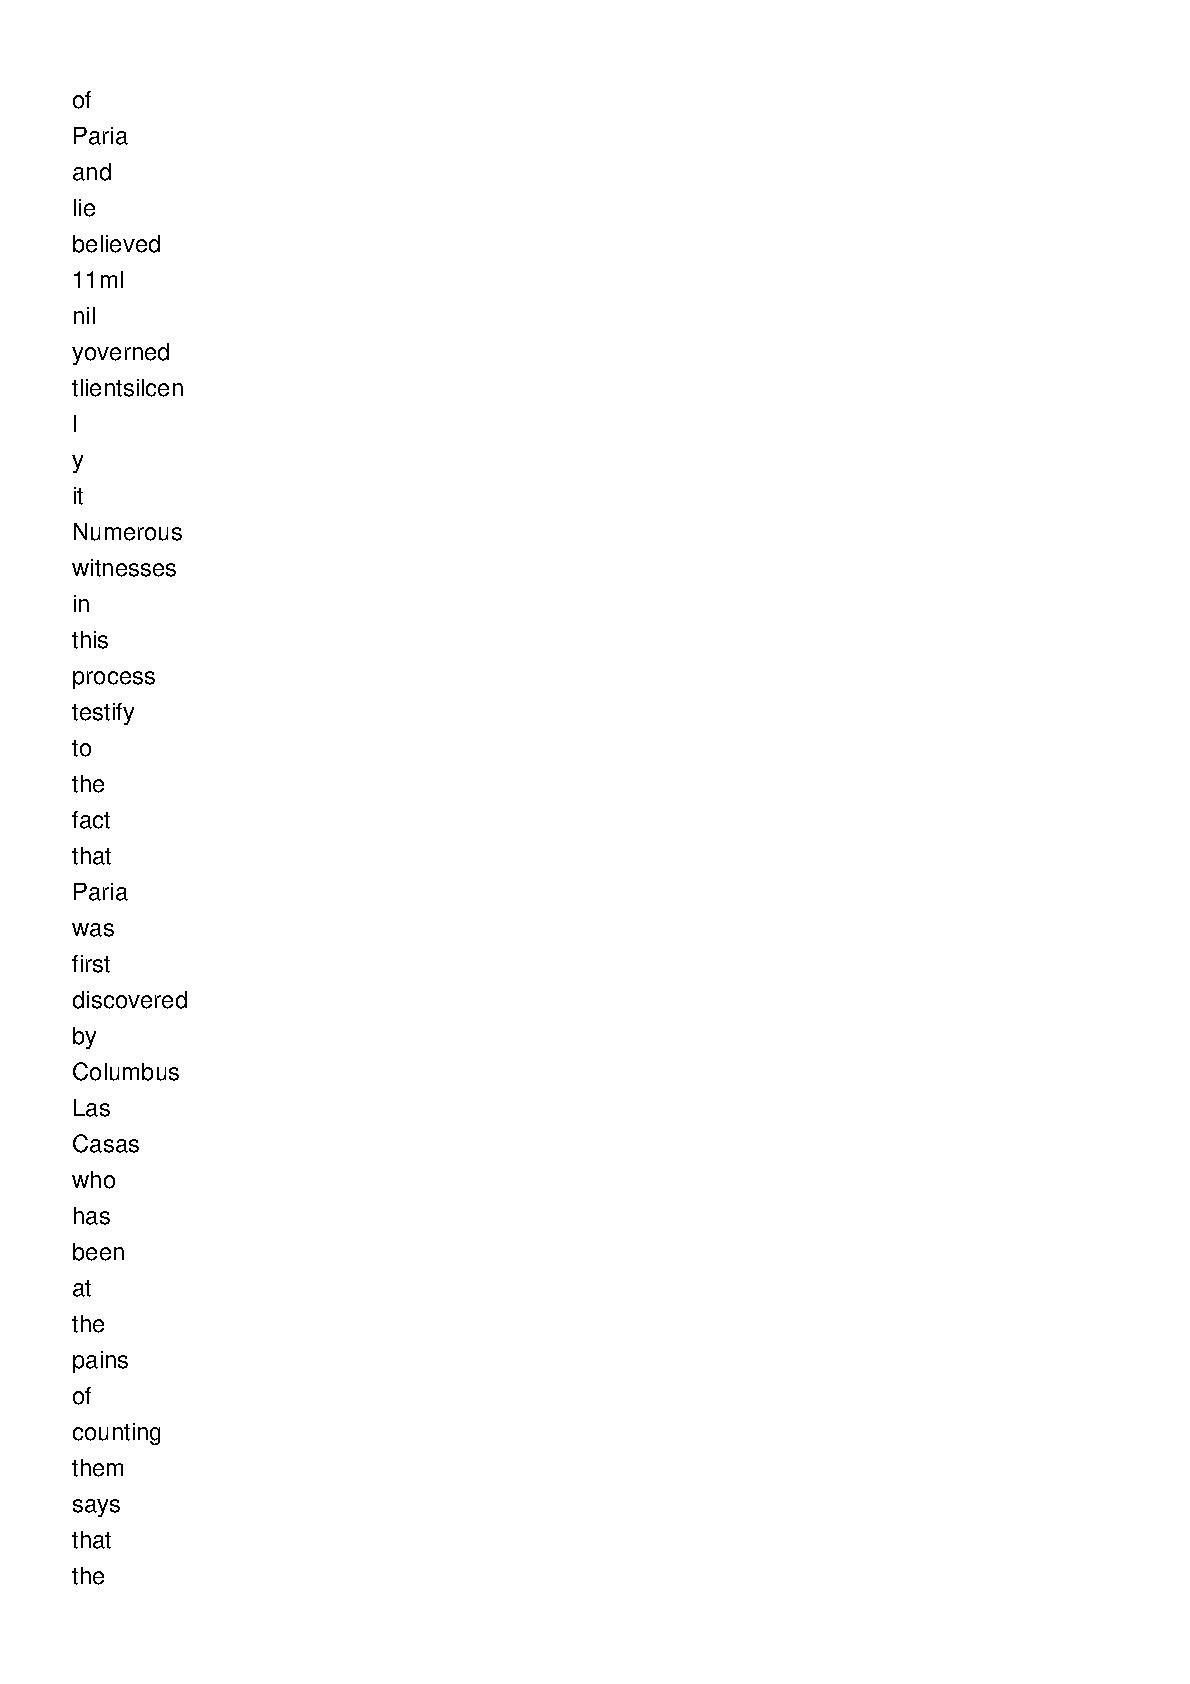 of
Paria
and
lie
believed
11ml
nil
yoverned
tlientsilcen
l
y
it
Numerous
witnesses
in
this
process
testify
to
the
fact
that
Paria
was
first
discovered
by
Columbus
Las
Casas
who
has
been
at
the
pains
of
counting
them
says
that
the